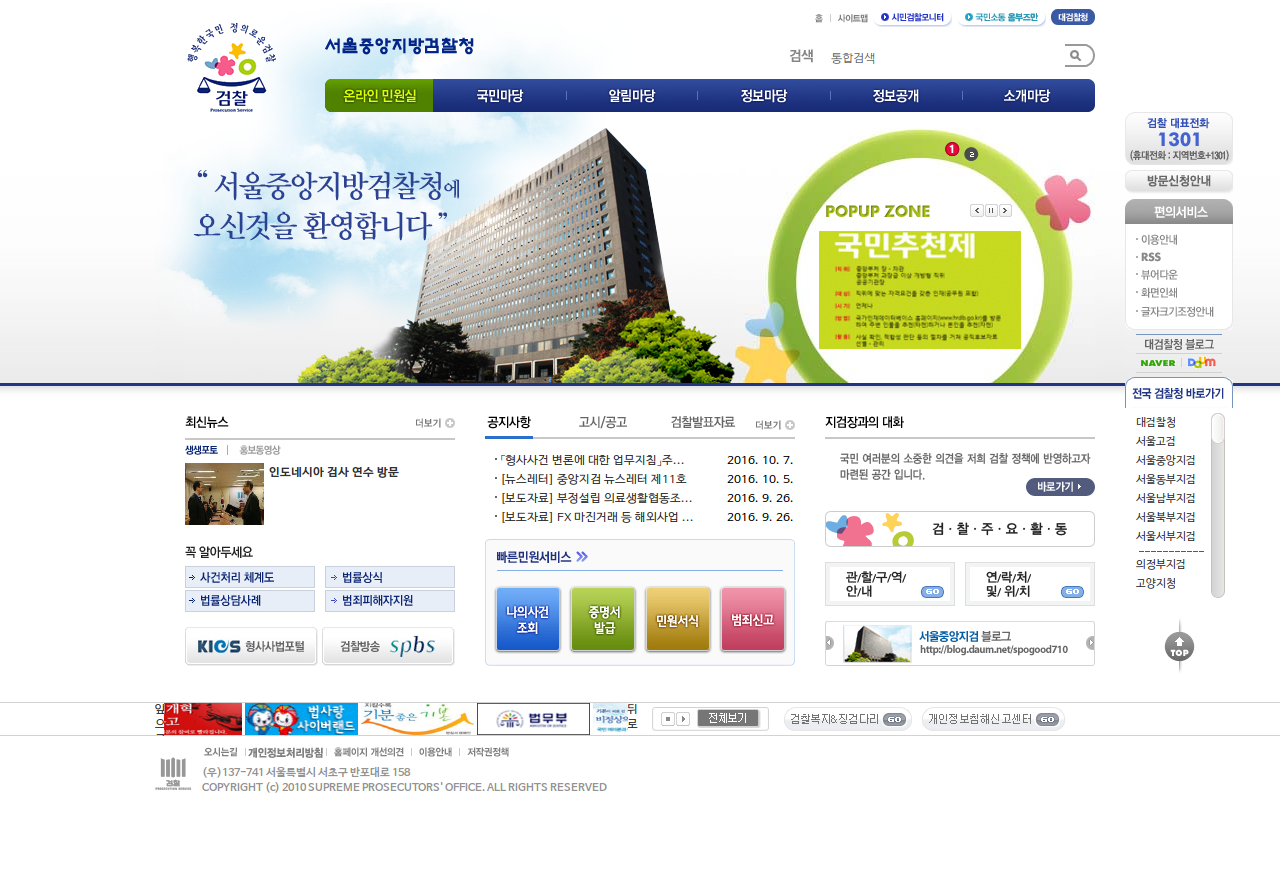 홈 사이트맵 시민검찰모니터 국민소통 옴부즈만 대검찰청
행복한국민 정의로운검찰
검찰
Prosecution Service
서울중앙지방검찰청
검색 통합검색
온라인 민원실 국민마당 알림마당 정보마당 정보공개 소개마당
“ 서울중앙지방검찰청에
오신것을 환영합니다 ”
1 2
POPUP ZONE
국민추천제
검찰 대표전화
1301
(휴대전화 : 지역번호+1301)
방문신청안내
편의서비스
· 이용안내
· RSS
· 뷰어다운
· 화면인쇄
· 글자크기조정안내
대검찰청 블로그
NAVER Daum
전국 검찰청 바로가기
대검찰청
서울고검
서울중앙지검
서울동부지검
서울남부지검
서울북부지검
서울서부지검
------------
의정부지검
고양지청
TOP
최신뉴스 더보기
생생포토 홍보동영상
인도네시아 검사 연수 방문
꼭 알아두세요
사건처리 체계도 법률상식
법률상담사례 범죄피해자지원
KICS 형사사법포털 검찰방송 spbs
공지사항 고시/공고 검찰발표자료 더보기
· 「형사사건 변론에 대한 업무지침」주... 2016. 10. 7.
· [뉴스레터] 중앙지검 뉴스레터 제11호 2016. 10. 5.
· [보도자료] 부정설립 의료생활협동조... 2016. 9. 26.
· [보도자료] FX 마진거래 등 해외사업 ... 2016. 9. 26.
빠른민원서비스
나의사건
조회
증명서
발급
민원서식
범죄신고
지검장과의 대화
국민 여러분의 소중한 의견을 저희 검찰 정책에 반영하고자
마련된 공간 입니다.
바로가기
검 · 찰 · 주 · 요 · 활 · 동
관/할/구/역/
안/내 GO
연/락/처/
및/ 위/치 GO
서울중앙지검 블로그
http://blog.daum.net/spogood710
법사랑
사이버랜드
기분좋은 기본
법무부
전체보기
검찰복지&징검다리 GO
개인정보침해신고센터 GO
오시는길 개인정보처리방침 홈페이지 개선의견 이용안내 저작권정책
검찰
PROSECUTION SERVICE
(우)137-741 서울특별시 서초구 반포대로 158
COPYRIGHT (c) 2010 SUPREME PROSECUTORS' OFFICE. ALL RIGHTS RESERVED